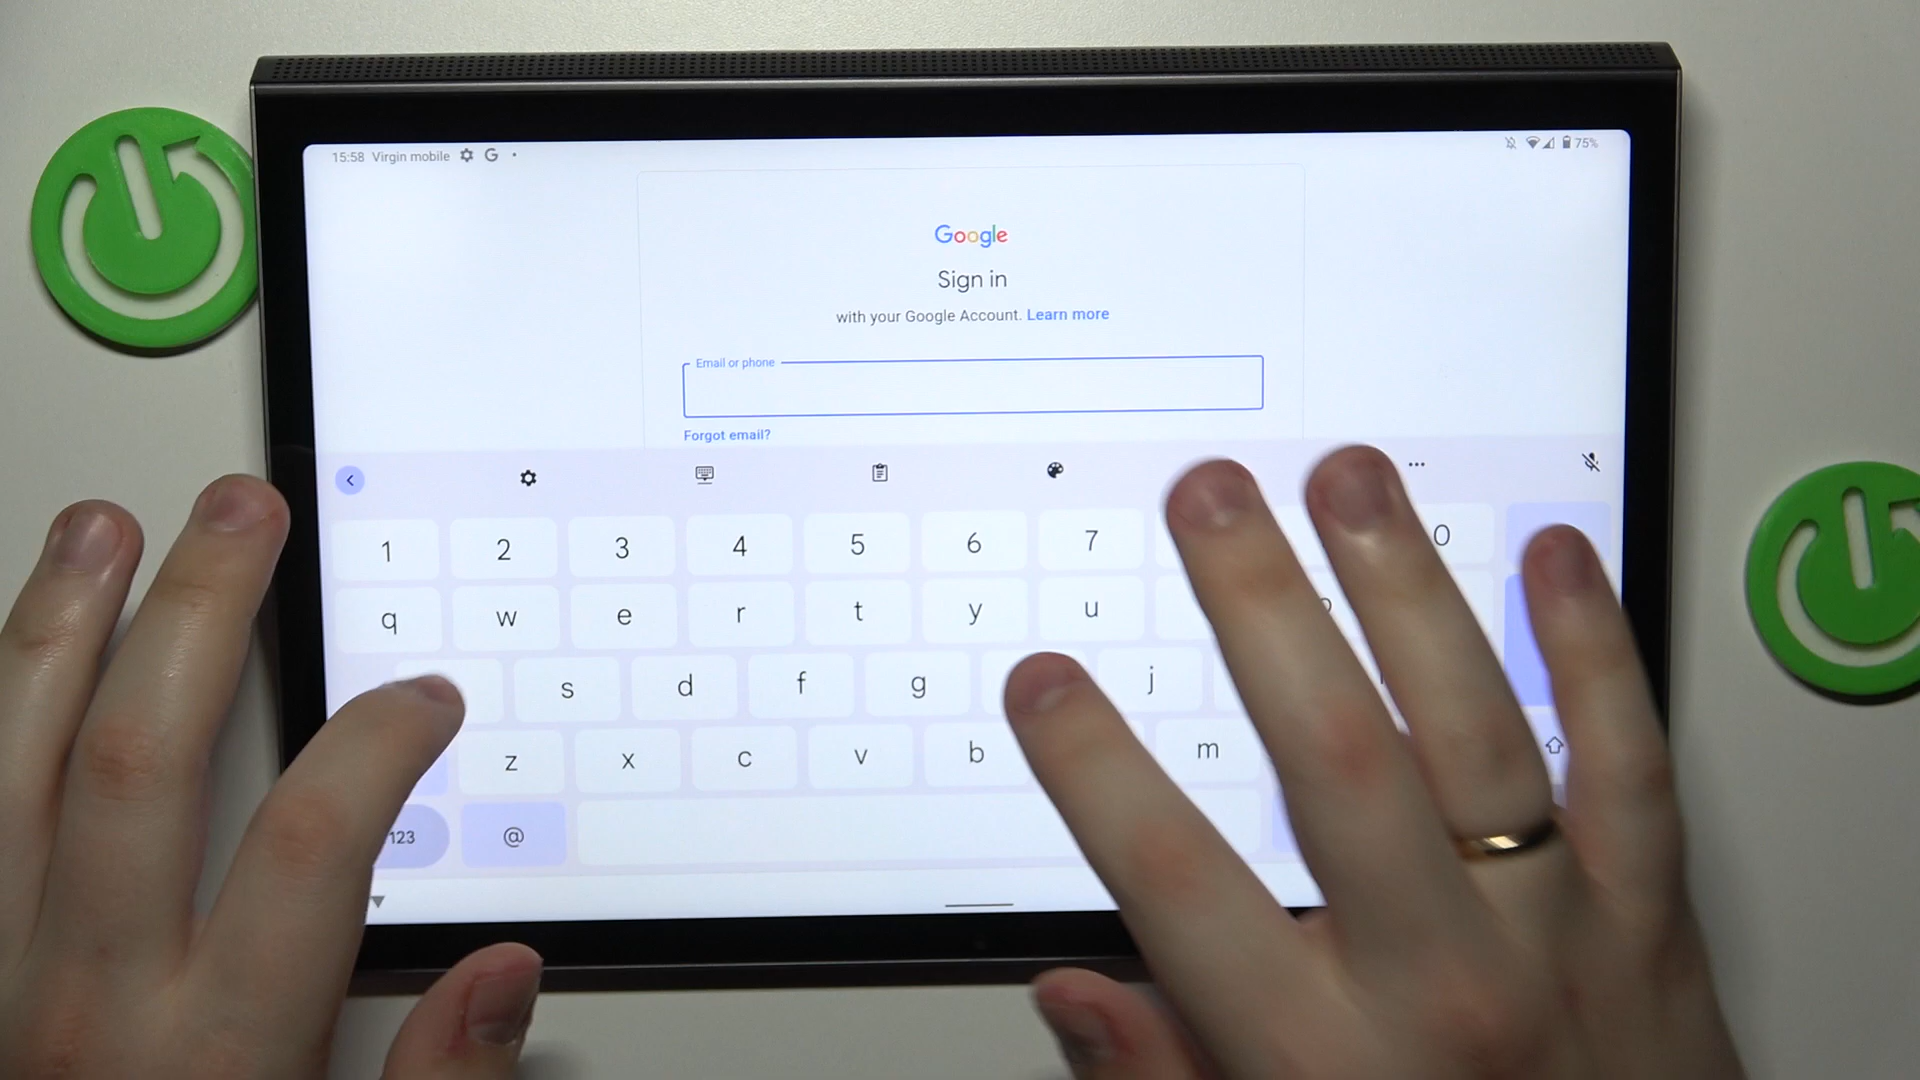 15:58 Virgin mobile G
75%
Google
Sign in
with your Google Account. Learn more
Email or phone
Forgot email?
1 2 3 4 5 6 7 0
q w e r t y u
s d f g j
z x c v b m
123 @